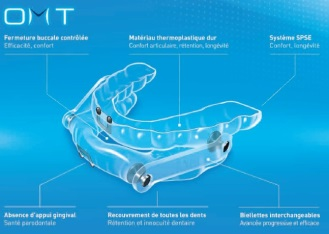 OMT
Fermeture buccale contrôlée
Efficacité, confort
Matériau thermoplastique dur
Confort articulaire, rétention, longévité
Système SPSE
Confort, longévité
Absence d'appui gingival
Santé parodontale
Recouvrement de toutes les dents
Rétention et innocuité dentaire
Biellettes interchangeables
Avancée progressive et efficace